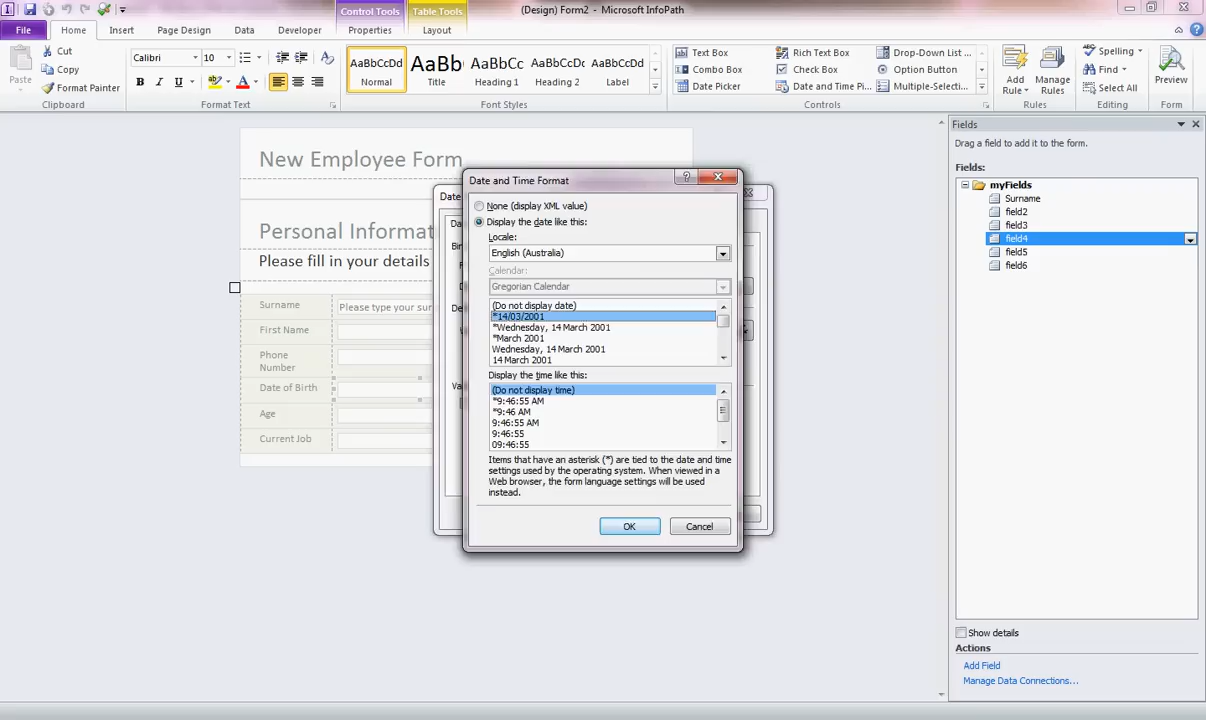 Control Tools
Table Tools
(Design) Form2 - Microsoft InfoPath
File
Home
Insert
Page Design
Data
Developer
Properties
Layout
Paste
Cut
Copy
Format Painter
Clipboard
Calibri
10
B I U
A
Format Text
AaBbCcDd
Normal
AaBb
Title
AaBbCc
Heading 1
AaBbCcDc
Heading 2
AaBbCcDd
Label
Font Styles
Text Box
Combo Box
Date Picker
Rich Text Box
Check Box
Date and Time Pi...
Drop-Down List ...
Option Button
Multiple-Selecti...
Controls
Add
Rule
Manage
Rules
Rules
Spelling
Find
Select All
Editing
Preview
Form
New Employee Form
Personal Informat
Please fill in your details
Surname
Please type your sur
First Name
Phone
Number
Date of Birth
Age
Current Job
Date
Date and Time Format
None (display XML value)
Display the date like this:
Locale:
English (Australia)
Calendar:
Gregorian Calendar
(Do not display date)
*14/03/2001
*Wednesday, 14 March 2001
*March 2001
Wednesday, 14 March 2001
14 March 2001
Display the time like this:
(Do not display time)
*9:46:55 AM
*9:46 AM
9:46:55 AM
9:46:55
09:46:55
Items that have an asterisk (*) are tied to the date and time
settings used by the operating system. When viewed in a
Web browser, the form language settings will be used
instead.
OK
Cancel
Fields
Drag a field to add it to the form.
Fields:
myFields
Surname
field2
field3
field4
field5
field6
Show details
Actions
Add Field
Manage Data Connections...